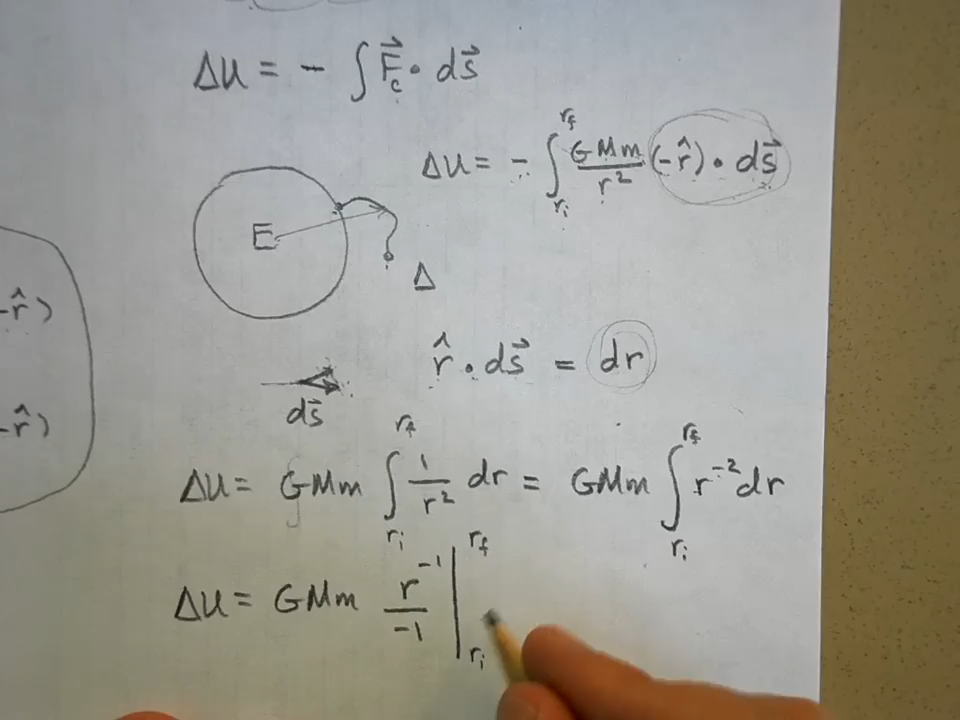 ΔU = - ∫ F⃗c • ds⃗
ΔU = - ∫_{ri}^{rf} GMm/r² (-r̂) • ds⃗
E
Δ
-r̂)
r̂ • ds⃗ = dr
ds⃗
-r̂)
ΔU = GMm ∫_{ri}^{rf} 1/r² dr = GMm ∫_{ri}^{rf} r⁻² dr
ΔU = GMm r⁻¹/-1 |_{ri}^{rf}